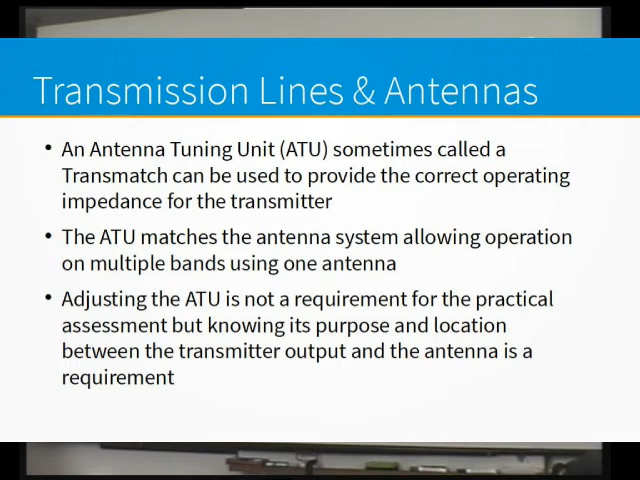 Transmission Lines & Antennas
• An Antenna Tuning Unit (ATU) sometimes called a
Transmatch can be used to provide the correct operating
impedance for the transmitter
• The ATU matches the antenna system allowing operation
on multiple bands using one antenna
• Adjusting the ATU is not a requirement for the practical
assessment but knowing its purpose and location
between the transmitter output and the antenna is a
requirement